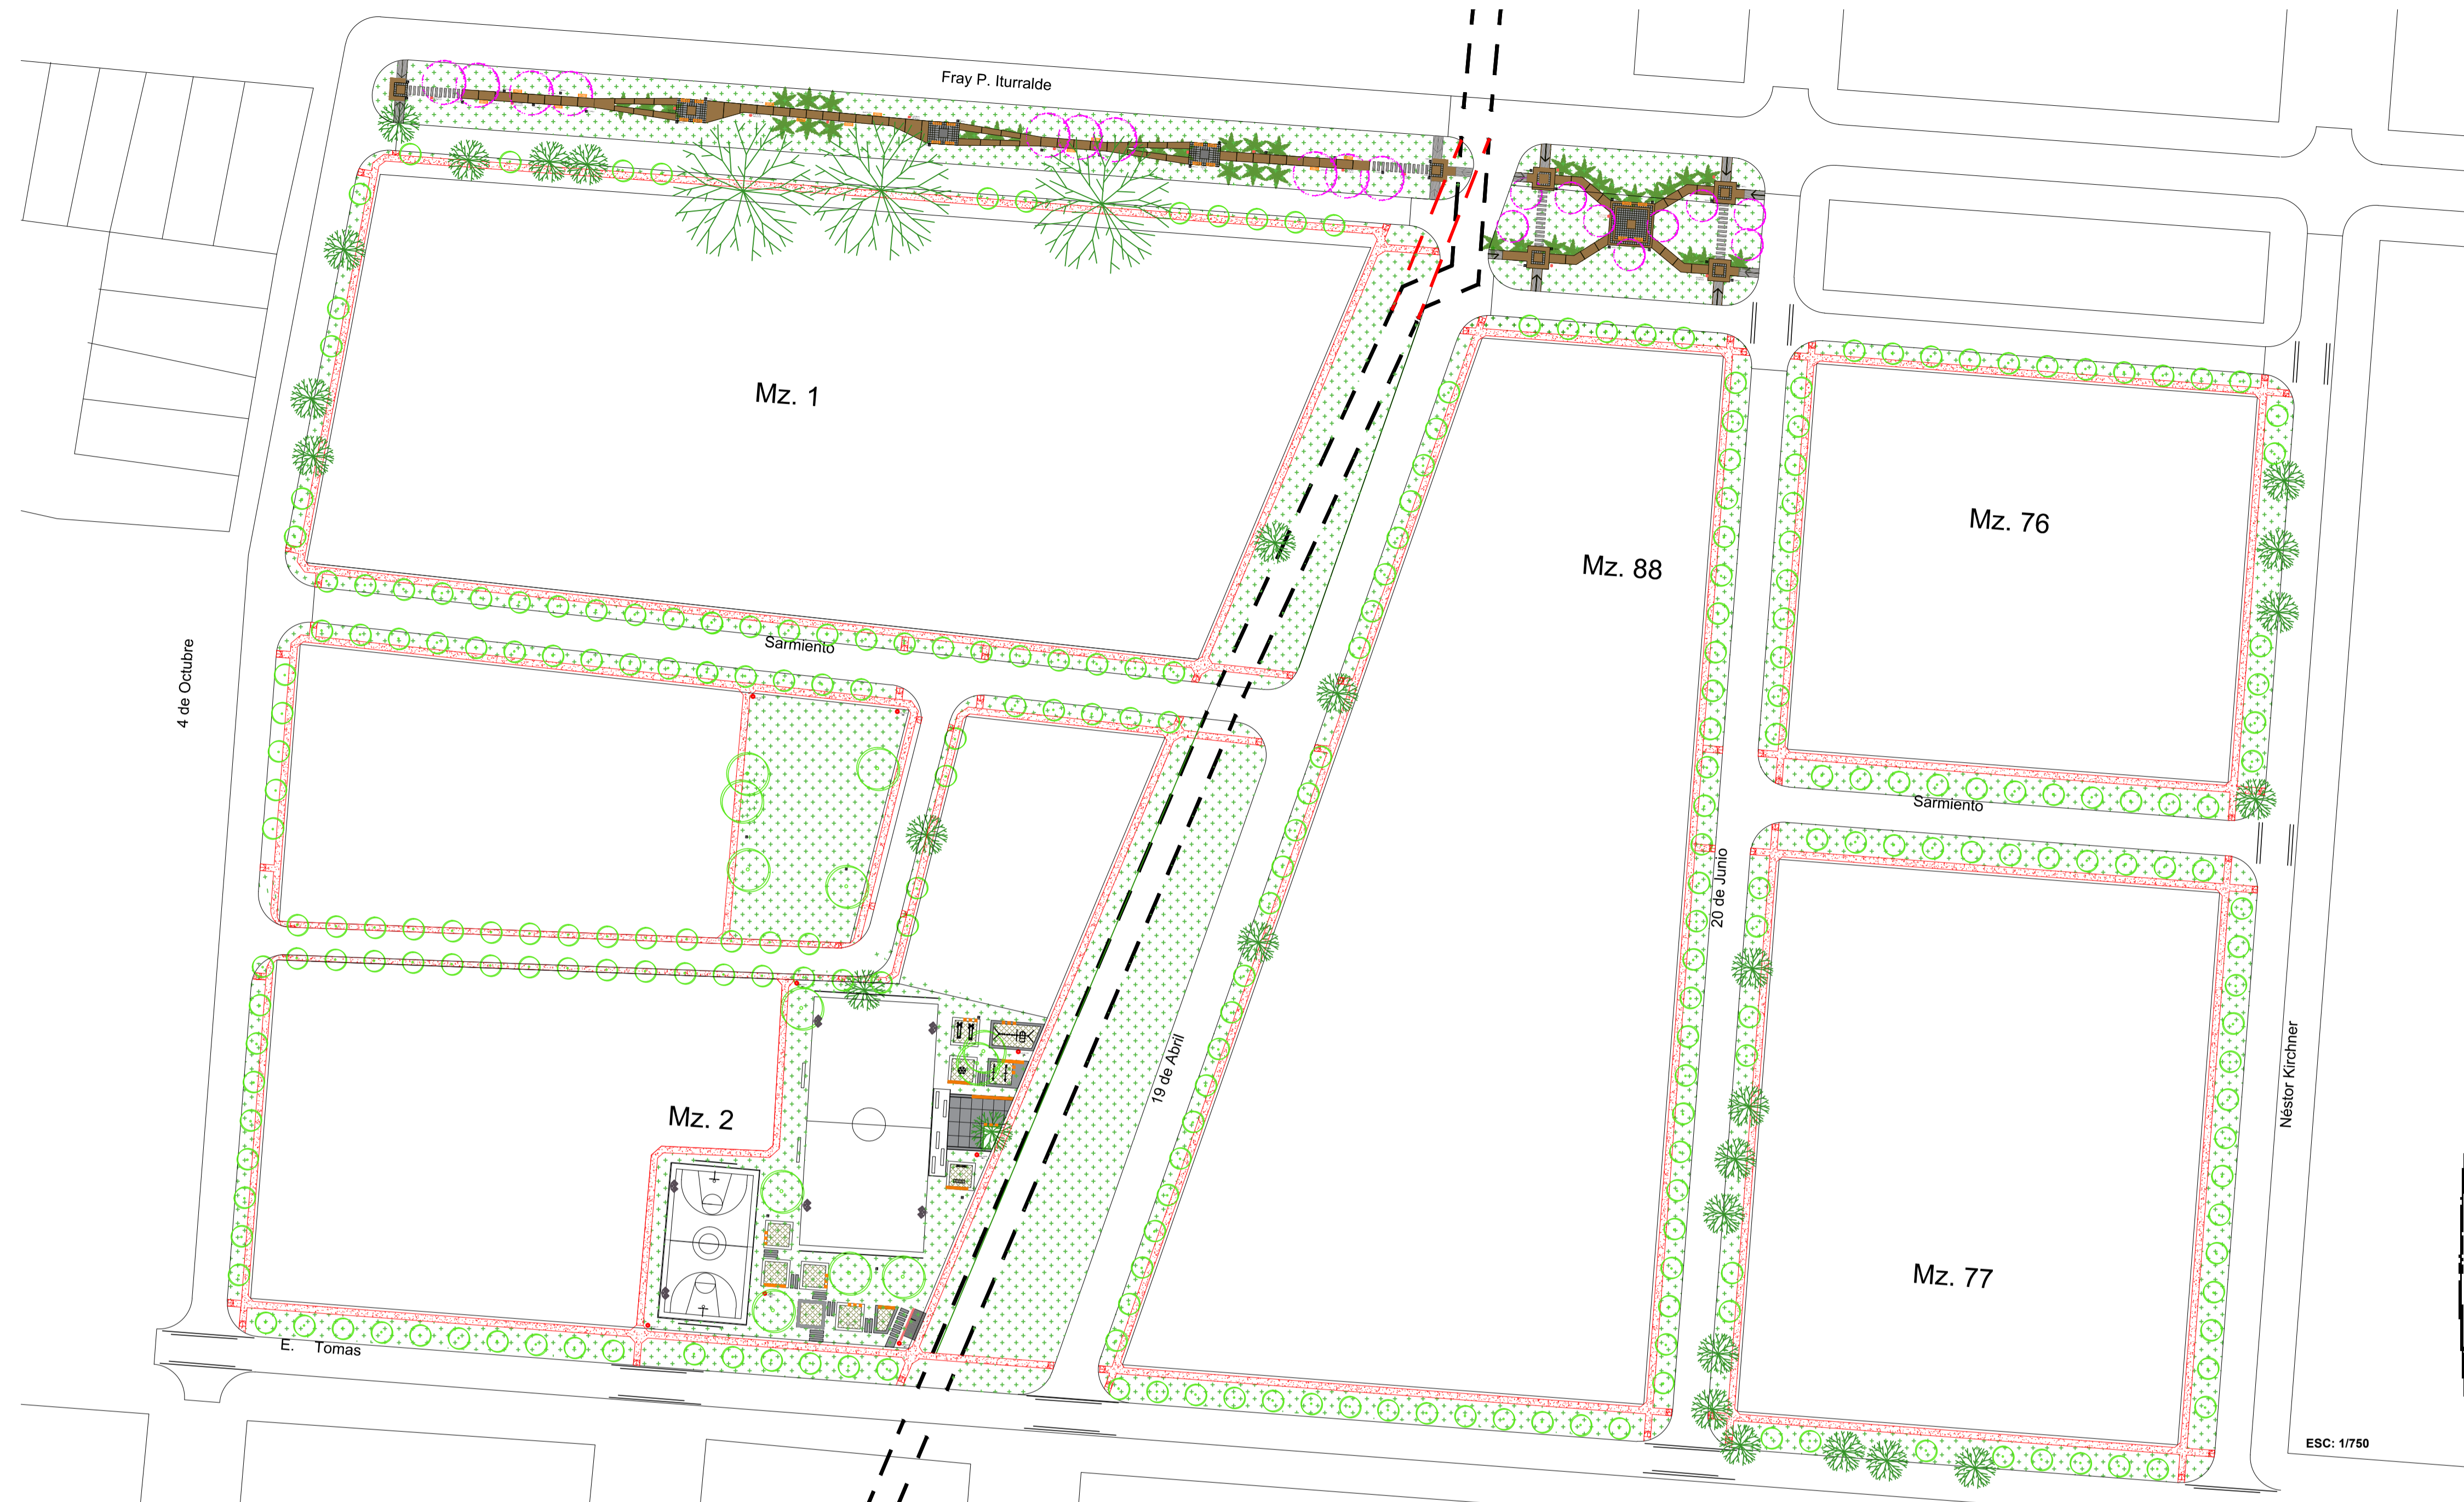 Fray P. Iturralde
Mz. 1
Mz. 76
Mz. 88
Sarmiento
4 de Octubre
Sarmiento
20 de Junio
19 de Abril
Néstor Kirchner
Mz. 2
Mz. 77
E. Tomas
ESC: 1/750